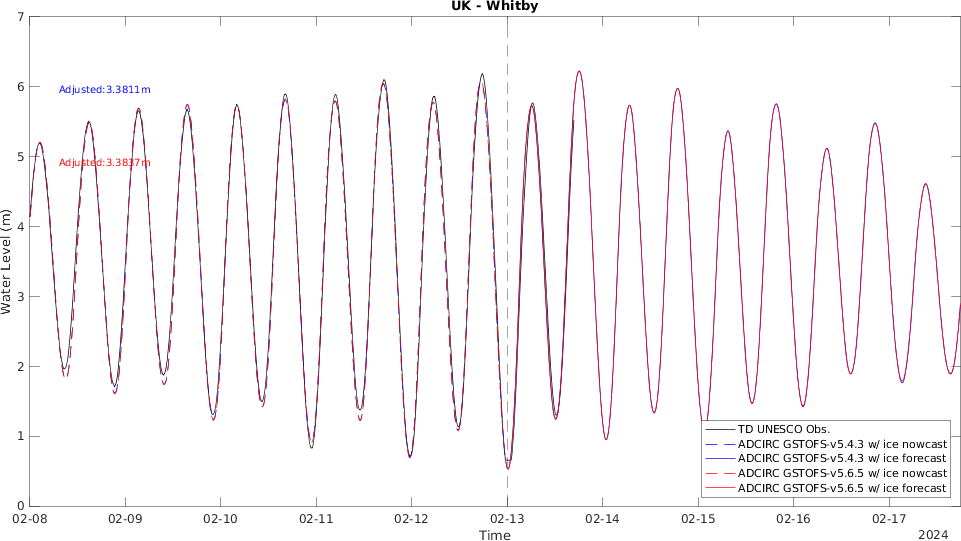 UK - Whitby
7
6
5
4
3
2
1
0
Water Level (m)
Adjusted:3.3811m
Adjusted:3.3837m
TD UNESCO Obs.
ADCIRC GSTOFS-v5.4.3 w/ ice nowcast
ADCIRC GSTOFS-v5.4.3 w/ ice forecast
ADCIRC GSTOFS-v5.6.5 w/ ice nowcast
ADCIRC GSTOFS-v5.6.5 w/ ice forecast
02-08 02-09 02-10 02-11 02-12 02-13 02-14 02-15 02-16 02-17
Time
2024